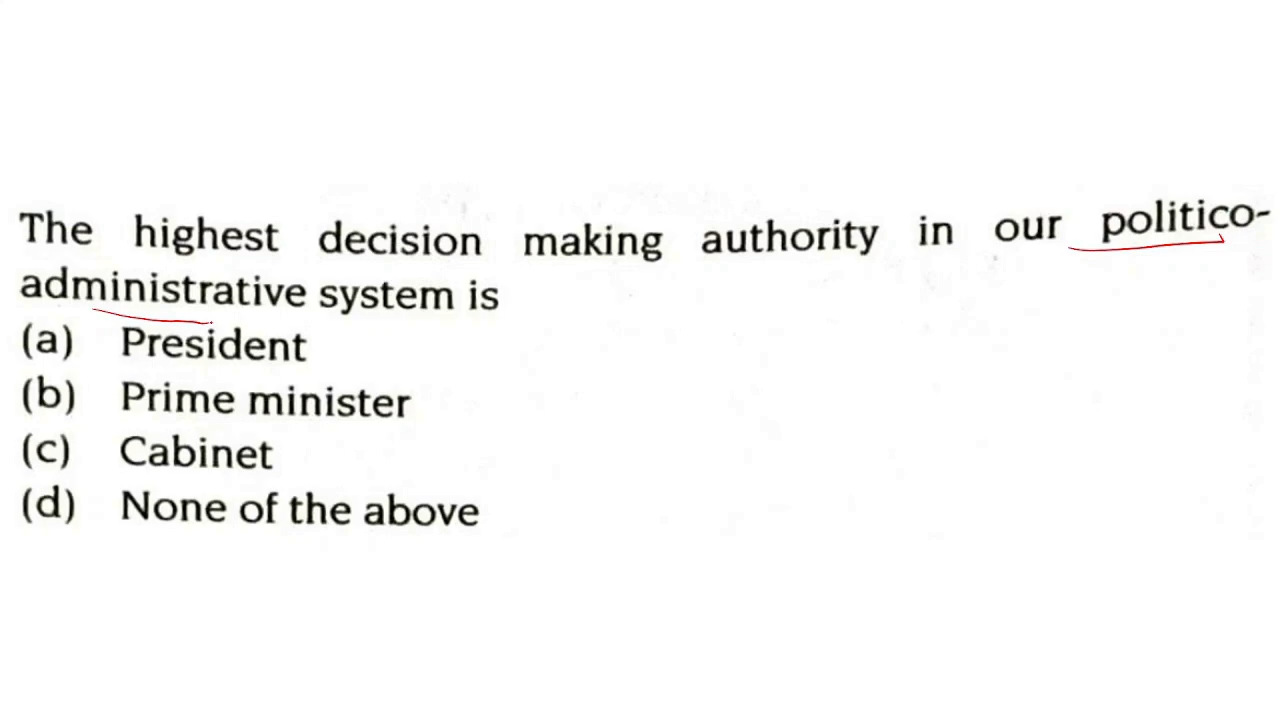 The highest decision making authority in our politico-
administrative system is
(a) President
(b) Prime minister
(c) Cabinet
(d) None of the above